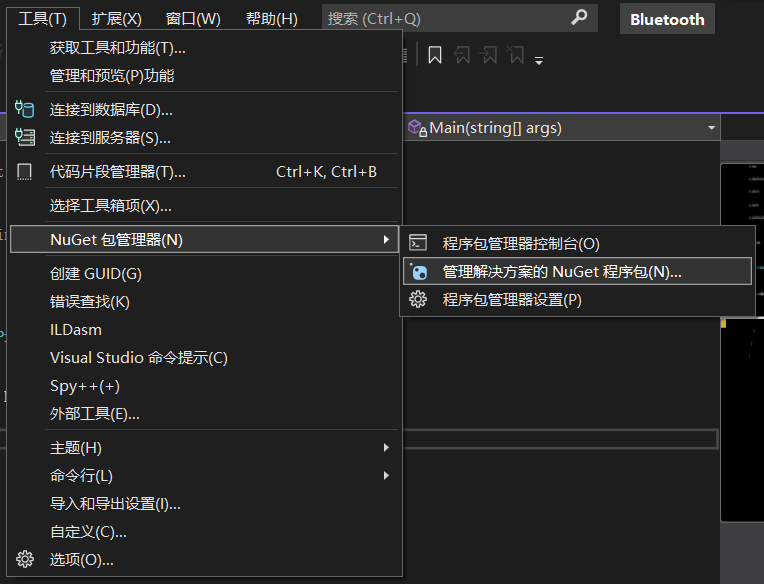 工具(T) 扩展(X) 窗口(W) 帮助(H) 搜索 (Ctrl+Q) Bluetooth
获取工具和功能(T)...
管理和预览(P)功能
连接到数据库(D)...
Main(string[] args)
连接到服务器(S)...
代码片段管理器(T)... Ctrl+K, Ctrl+B
选择工具箱项(X)...
NuGet 包管理器(N)
程序包管理器控制台(O)
管理解决方案的 NuGet 程序包(N)...
程序包管理器设置(P)
创建 GUID(G)
错误查找(K)
ILDasm
Visual Studio 命令提示(C)
Spy++(+)
外部工具(E)...
主题(H)
命令行(L)
导入和导出设置(I)...
自定义(C)...
选项(O)...